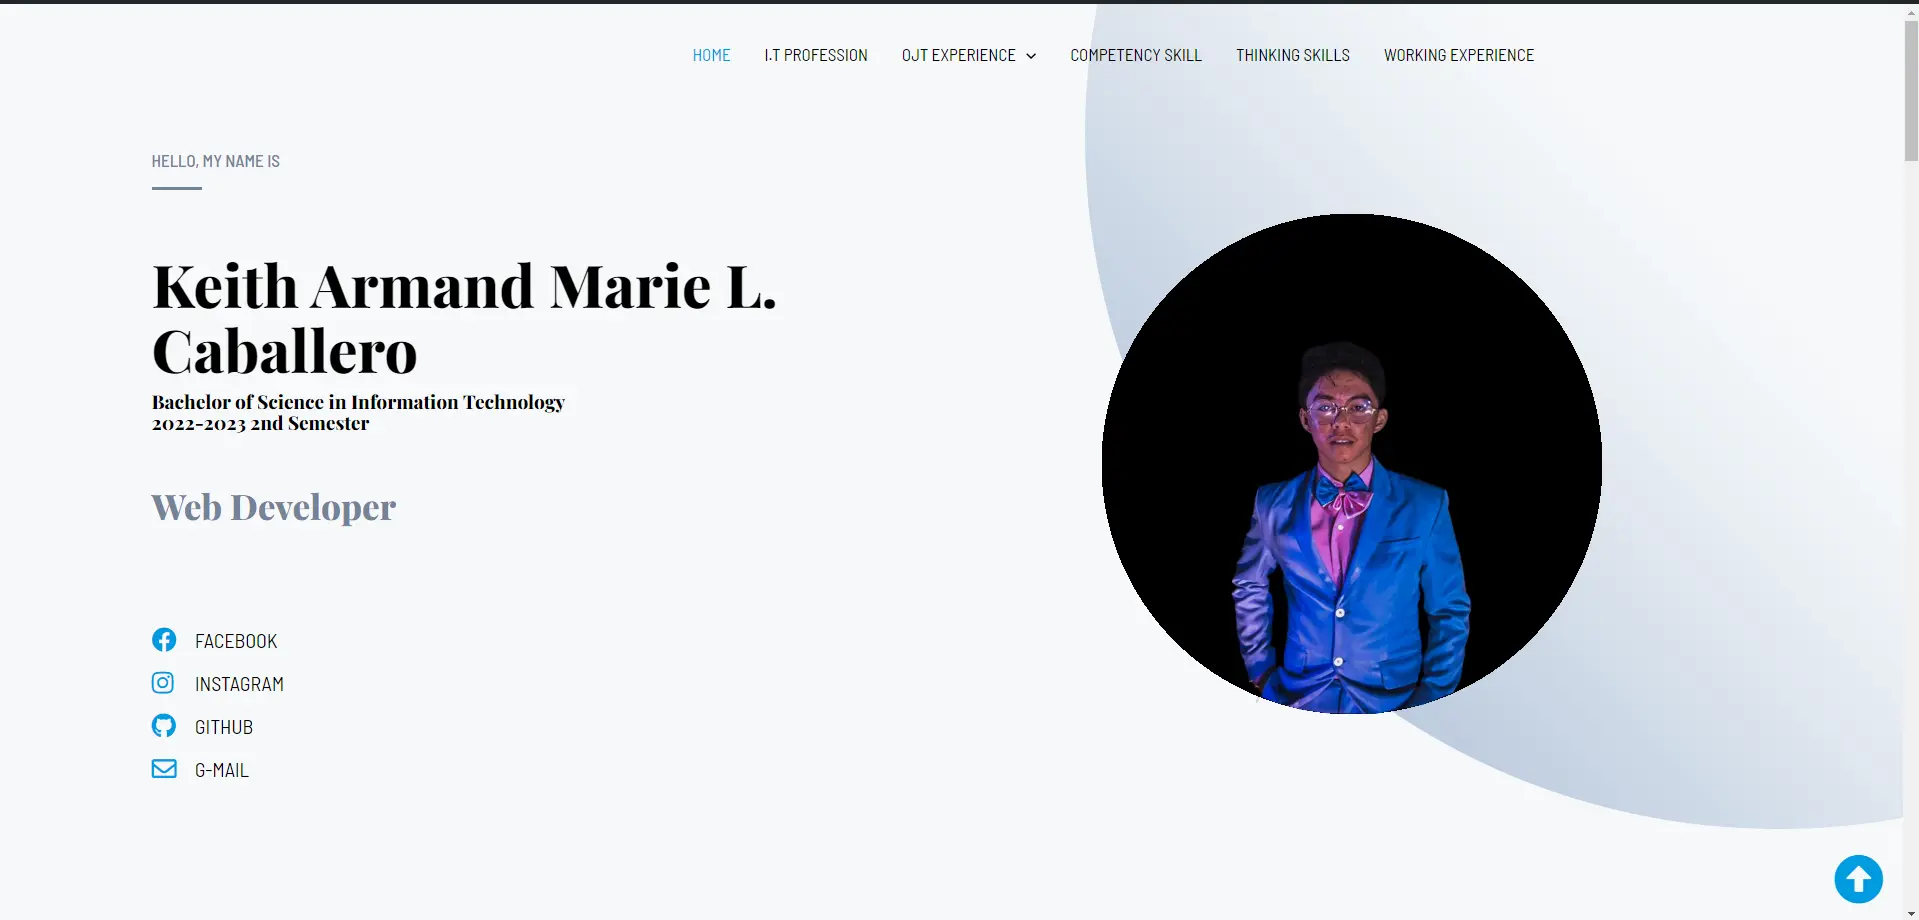 HOME I.T PROFESSION OJT EXPERIENCE COMPETENCY SKILL THINKING SKILLS WORKING EXPERIENCE
HELLO, MY NAME IS
Keith Armand Marie L.
Caballero
Bachelor of Science in Information Technology
2022-2023 2nd Semester
Web Developer
FACEBOOK
INSTAGRAM
GITHUB
G-MAIL